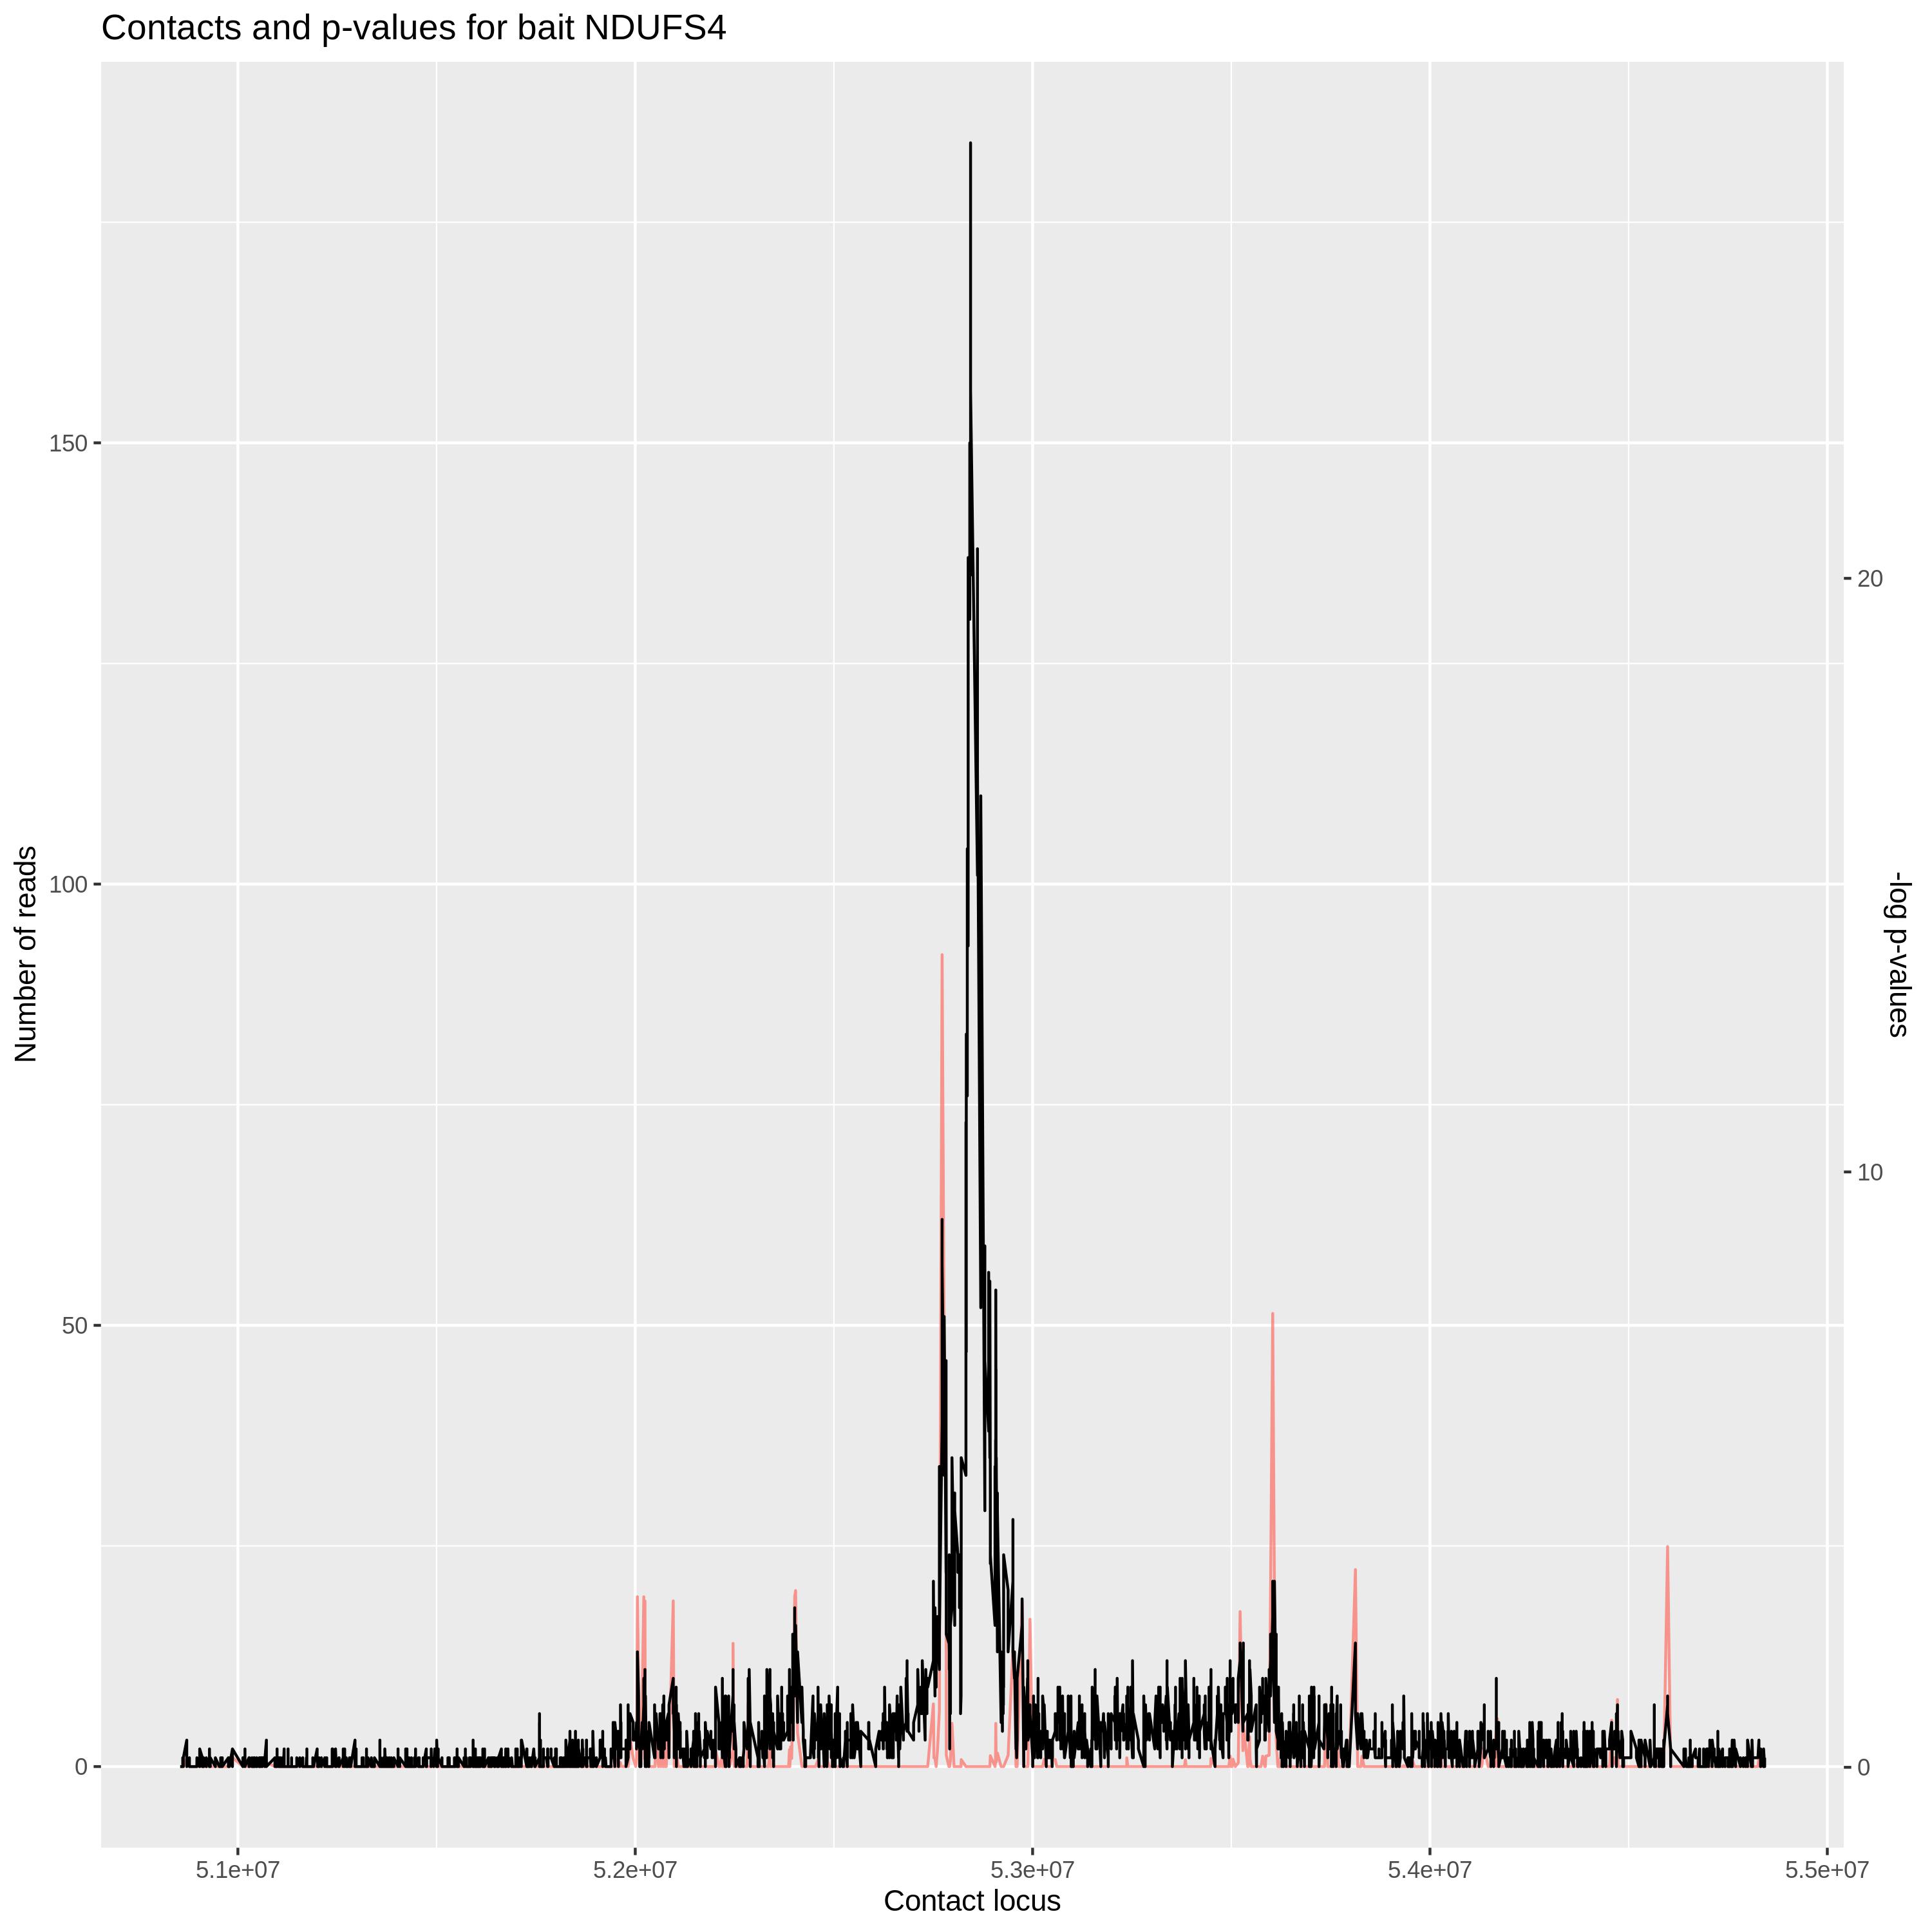 Contacts and p-values for bait NDUFS4
Number of reads
150
100
50
0
20
10
0
-log p-values
5.1e+07
5.2e+07
5.3e+07
5.4e+07
5.5e+07
Contact locus